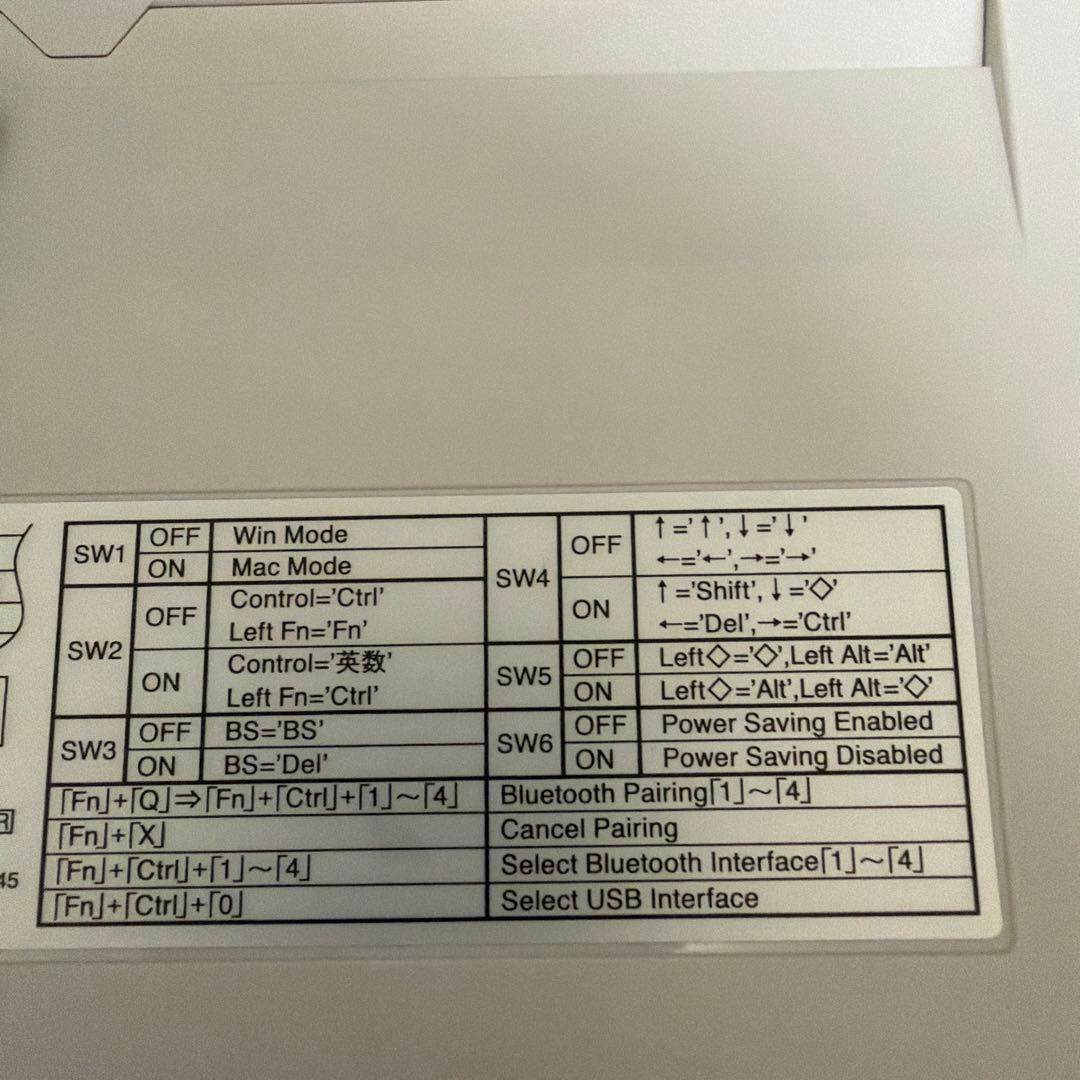 SW1 OFF Win Mode
ON Mac Mode
SW2 OFF Control='Ctrl'
Left Fn='Fn'
ON Control='英数'
Left Fn='Ctrl'
SW3 OFF BS='BS'
ON BS='Del'
SW4 OFF ↑='↑',↓='↓'
←='←',→='→'
ON ↑='Shift',↓='◇'
←='Del',→='Ctrl'
SW5 OFF Left◇='◇',Left Alt='Alt'
ON Left◇='Alt',Left Alt='◇'
SW6 OFF Power Saving Enabled
ON Power Saving Disabled
「Fn」+「Q」⇒「Fn」+「Ctrl」+「1」~「4」 Bluetooth Pairing「1」~「4」
「Fn」+「X」 Cancel Pairing
「Fn」+「Ctrl」+「1」~「4」 Select Bluetooth Interface「1」~「4」
「Fn」+「Ctrl」+「0」 Select USB Interface
R
45